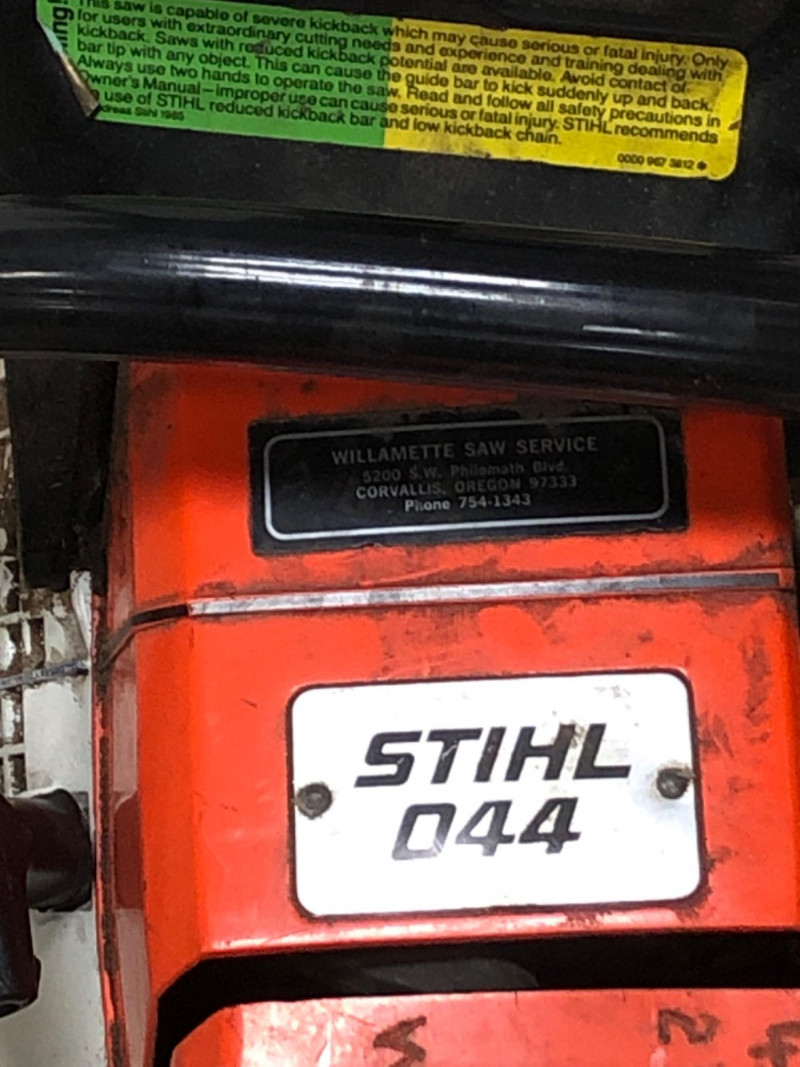 This saw is capable of severe kickback which may cause serious or fatal injury. Only
for users with extraordinary cutting needs and experience and training dealing with
kickback. Saws with reduced kickback potential are available. Avoid contact of
bar tip with any object. This can cause the guide bar to kick suddenly up and back.
Always use two hands to operate the saw. Read and follow all safety precautions in
Owner's Manual—improper use can cause serious or fatal injury. STIHL recommends
use of STIHL reduced kickback bar and low kickback chain.
Stihl 1985
0000 967 3612
WILLAMETTE SAW SERVICE
5200 S.W. Philomath Blvd.
CORVALLIS, OREGON 97333
Phone 754-1343
STIHL
044
2